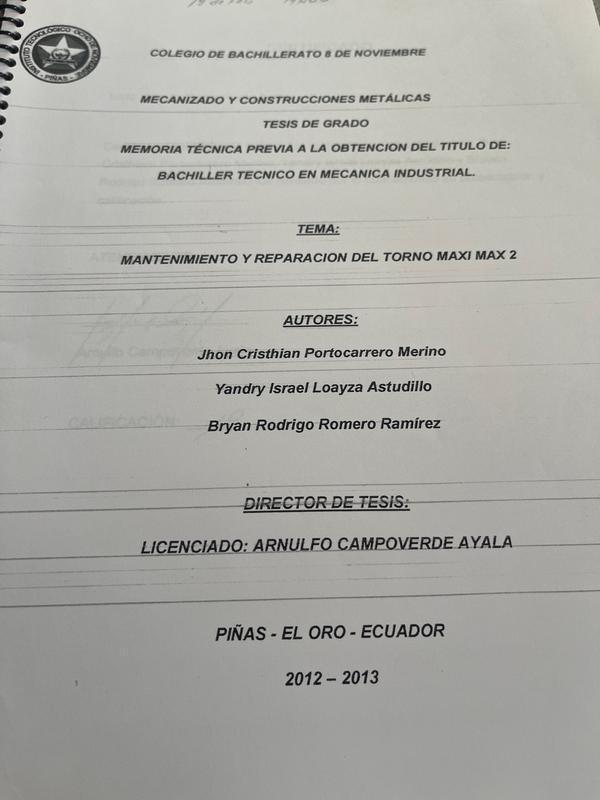 INSTITUTO TECNOLÓGICO OCHO DE NOVIEMBRE
- PIÑAS -
COLEGIO DE BACHILLERATO 8 DE NOVIEMBRE
MECANIZADO Y CONSTRUCCIONES METÁLICAS
TESIS DE GRADO
MEMORIA TÉCNICA PREVIA A LA OBTENCION DEL TITULO DE:
BACHILLER TECNICO EN MECANICA INDUSTRIAL.
TEMA:
MANTENIMIENTO Y REPARACION DEL TORNO MAXI MAX 2
AUTORES:
Jhon Cristhian Portocarrero Merino
Yandry Israel Loayza Astudillo
Bryan Rodrigo Romero Ramírez
CALIFICACIÓN:
DIRECTOR DE TESIS:
LICENCIADO: ARNULFO CAMPOVERDE AYALA
PIÑAS - EL ORO - ECUADOR
2012 – 2013